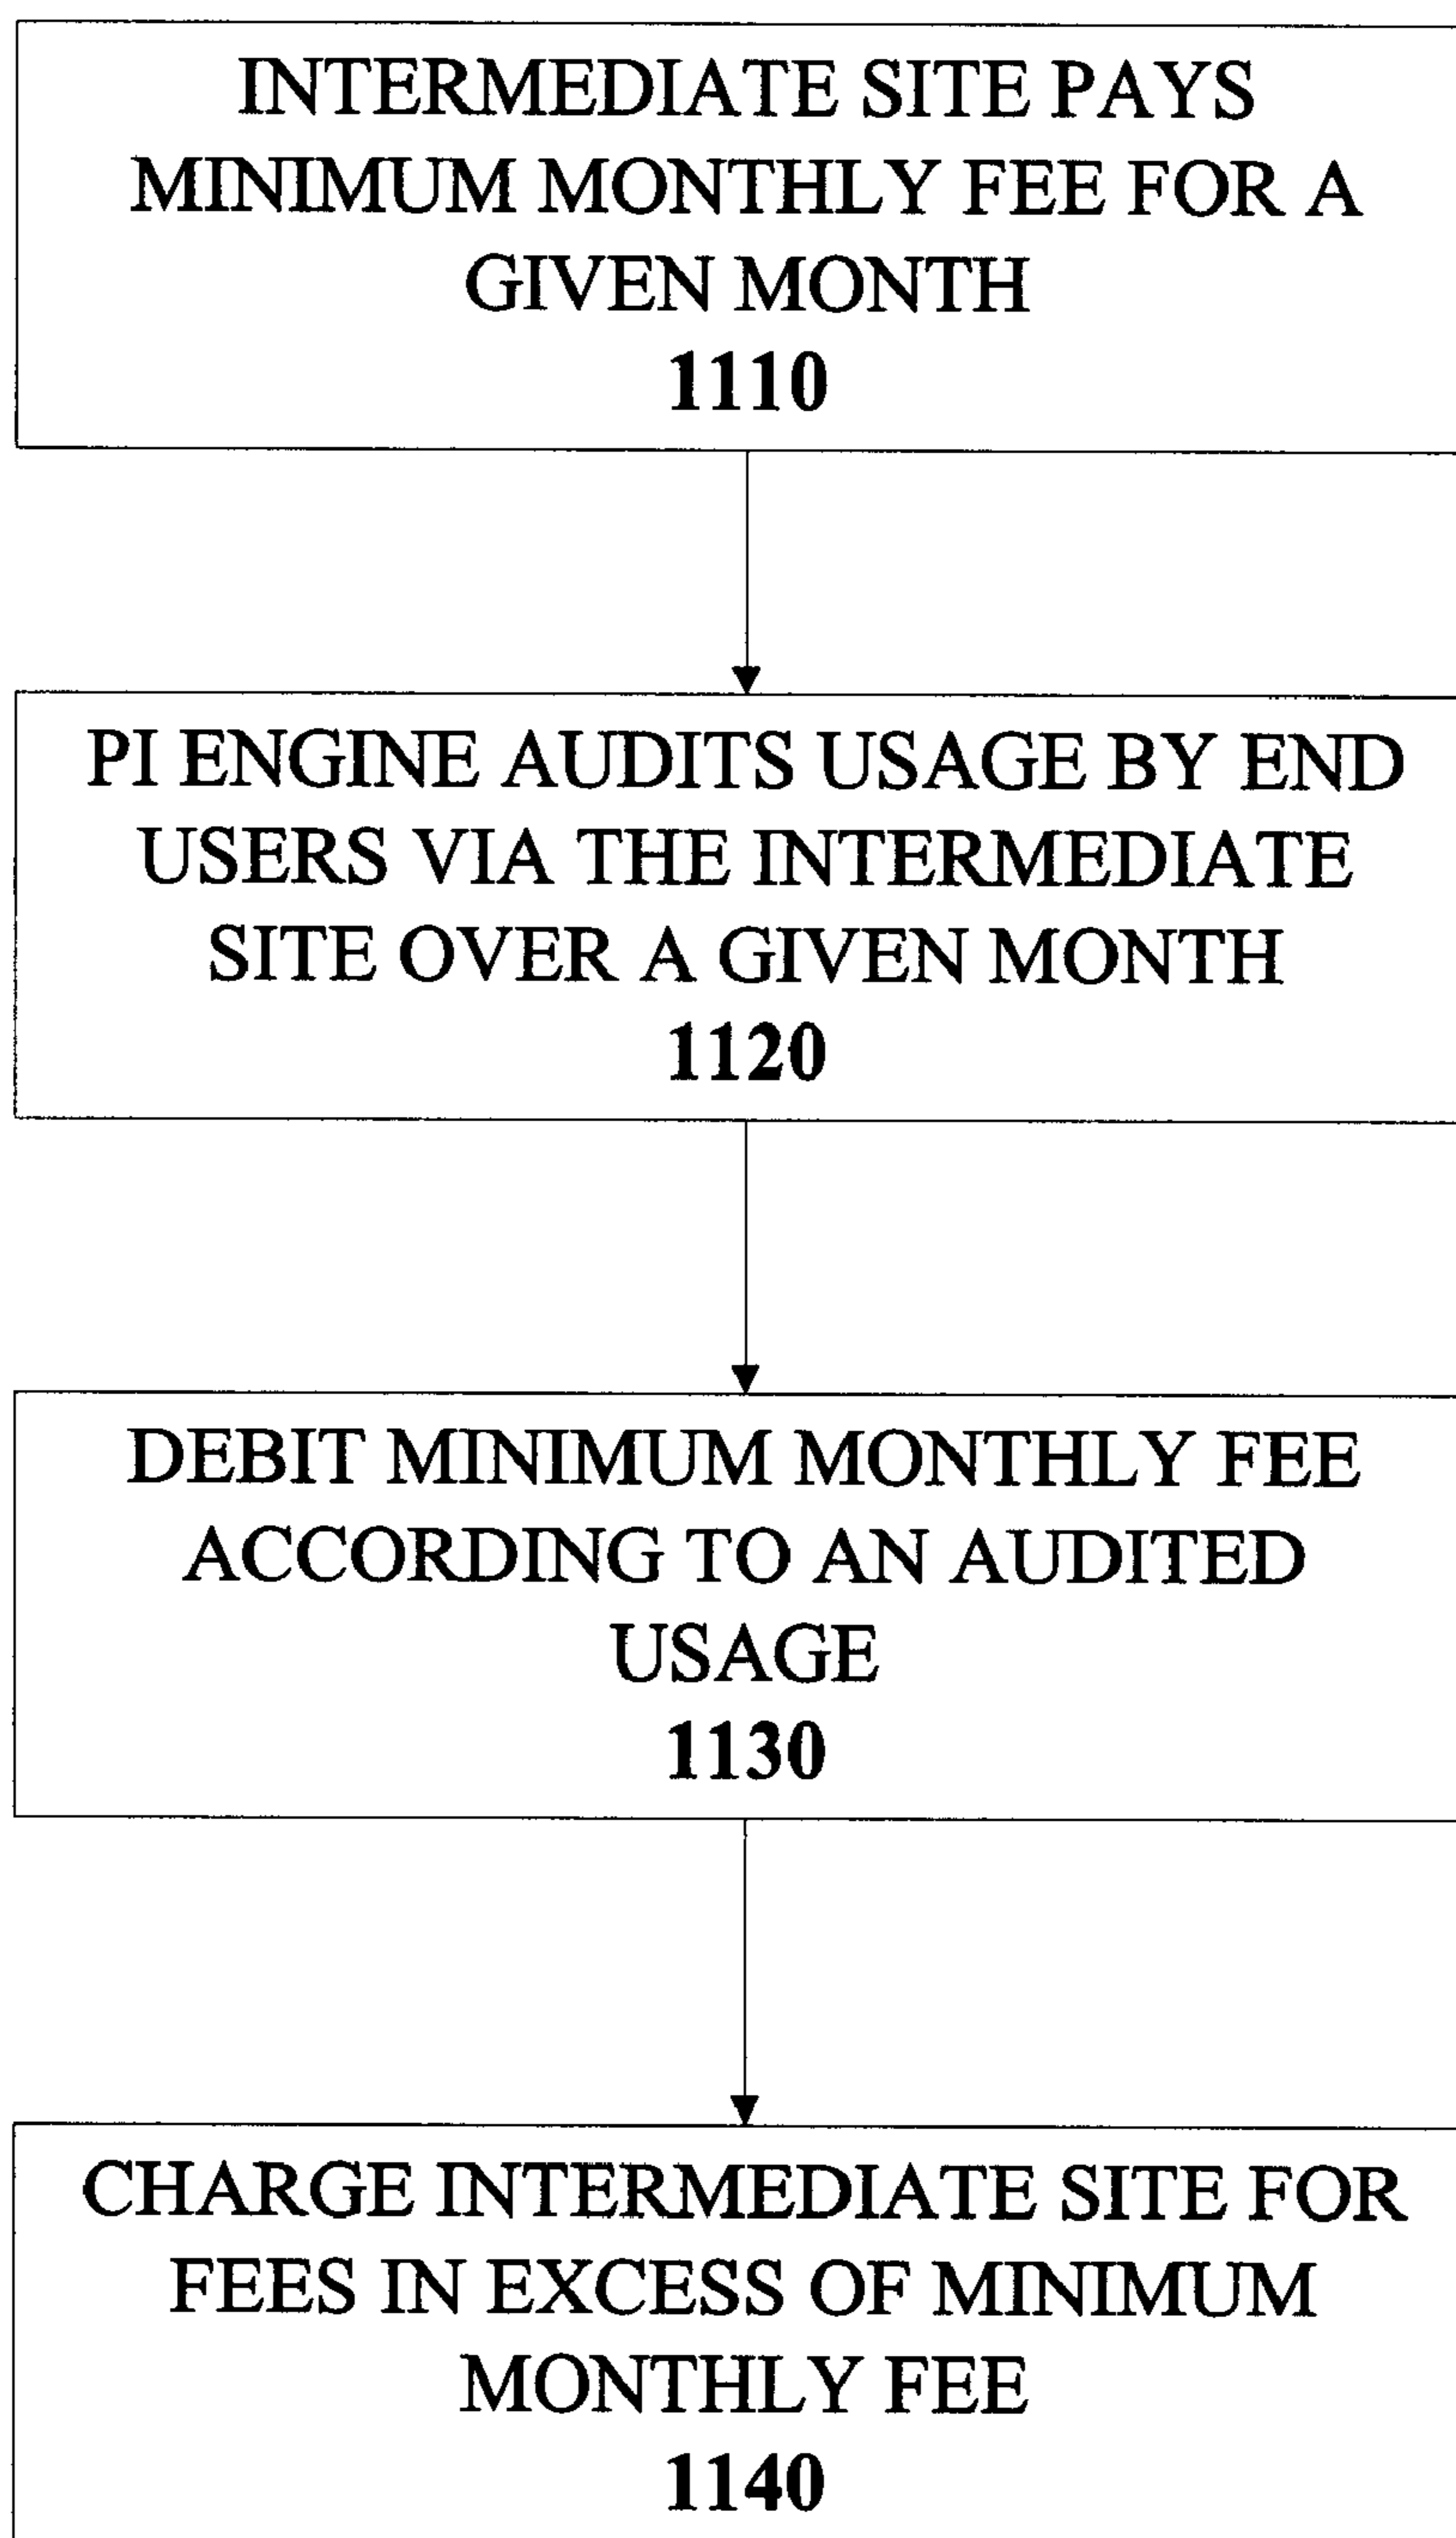 INTERMEDIATE SITE PAYS
MINIMUM MONTHLY FEE FOR A
GIVEN MONTH
1110
PI ENGINE AUDITS USAGE BY END
USERS VIA THE INTERMEDIATE
SITE OVER A GIVEN MONTH
1120
DEBIT MINIMUM MONTHLY FEE
ACCORDING TO AN AUDITED
USAGE
1130
CHARGE INTERMEDIATE SITE FOR
FEES IN EXCESS OF MINIMUM
MONTHLY FEE
1140